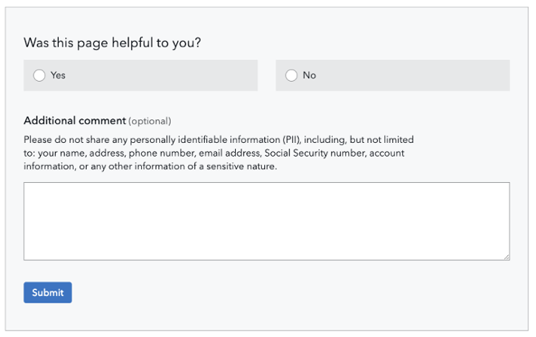 Was this page helpful to you?
Yes
No
Additional comment (optional)
Please do not share any personally identifiable information (PII), including, but not limited
to: your name, address, phone number, email address, Social Security number, account
information, or any other information of a sensitive nature.
Submit